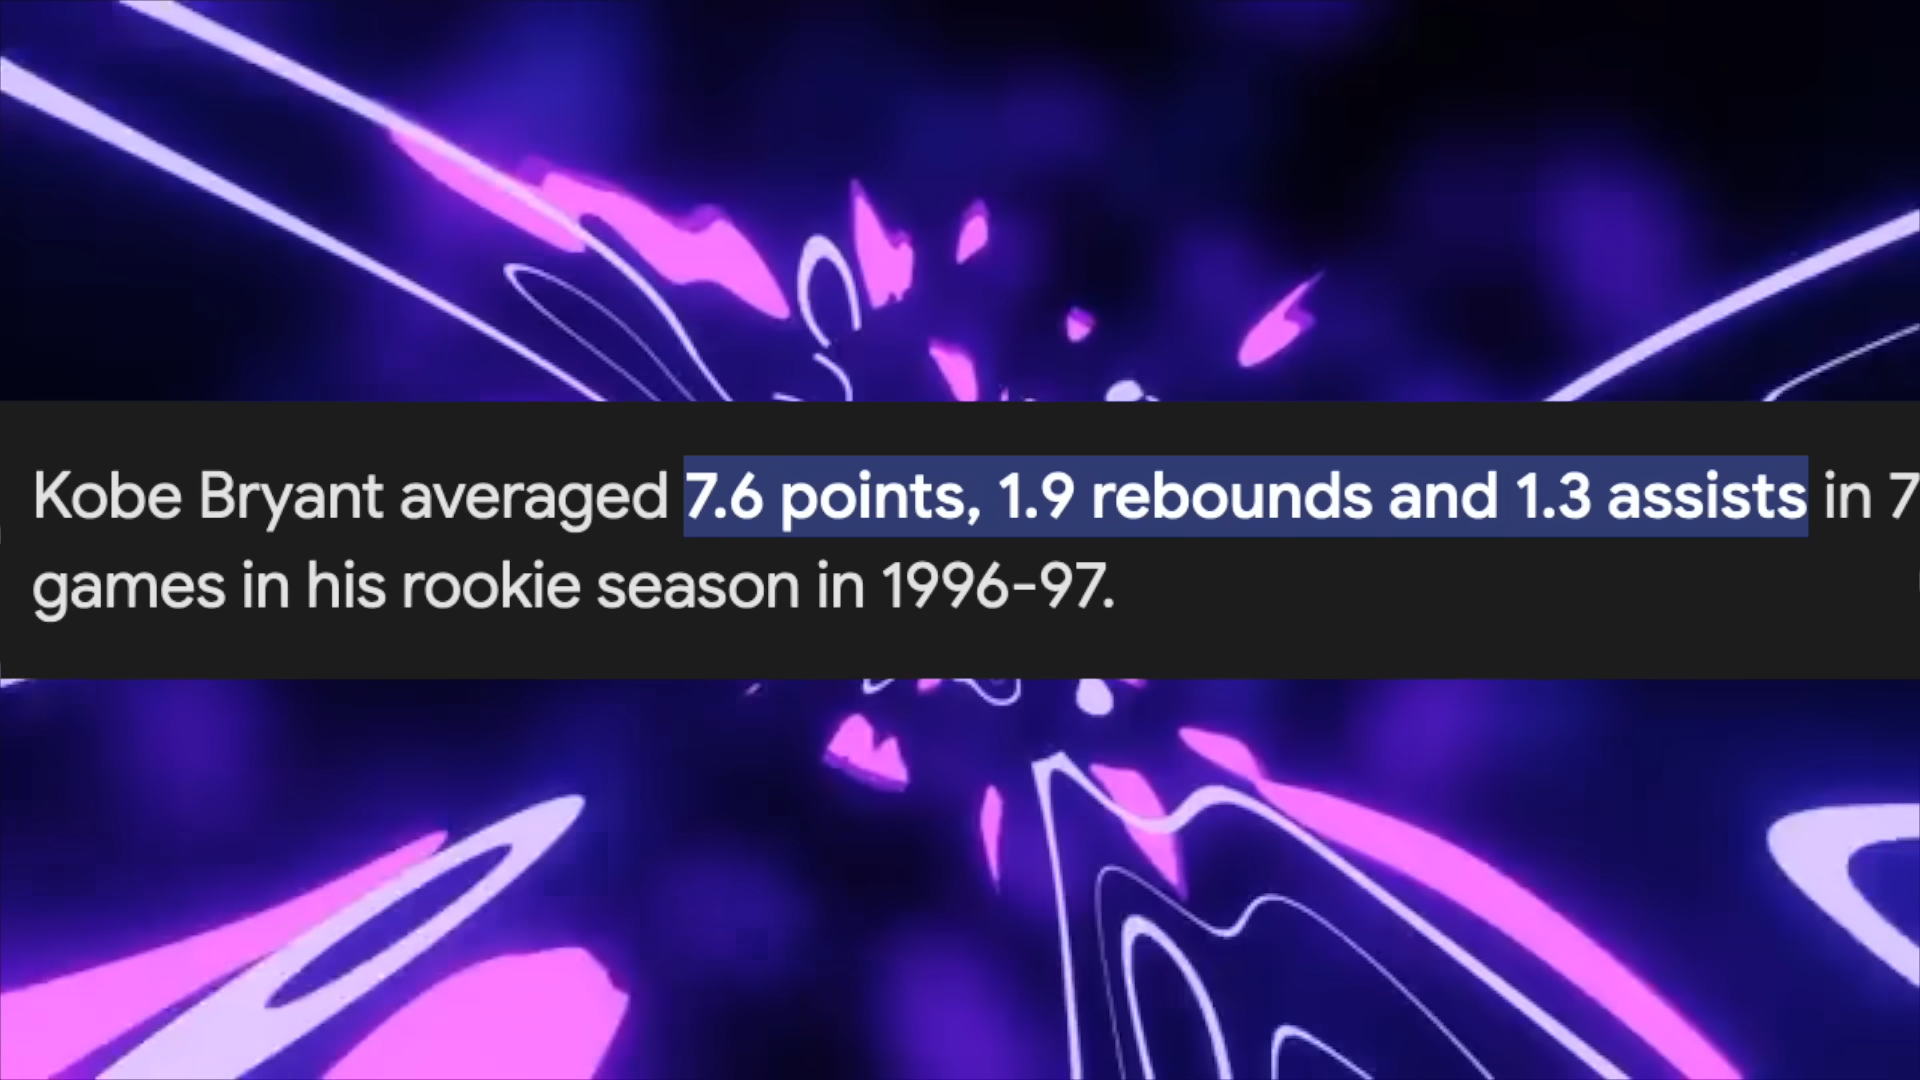 Kobe Bryant averaged 7.6 points, 1.9 rebounds and 1.3 assists in 7
games in his rookie season in 1996-97.